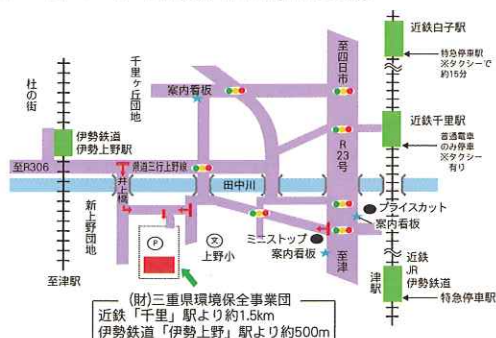 近鉄白子駅
特急停車駅
※タクシーで
約15分
至四日市
千里ヶ丘団地
案内看板
杜の街
伊勢鉄道
伊勢上野駅
近鉄千里駅
普通電車
のみ停車
※タクシー
有り
R23号
至R306
県道三行上野線
井上橋
田中川
新上野団地
プライスカット
案内看板
P
文
上野小
ミニストップ
案内看板
至津
至津駅
津駅
近鉄
JR
伊勢鉄道
特急停車駅
(財)三重県環境保全事業団
近鉄「千里」駅より約1.5km
伊勢鉄道「伊勢上野」駅より約500m